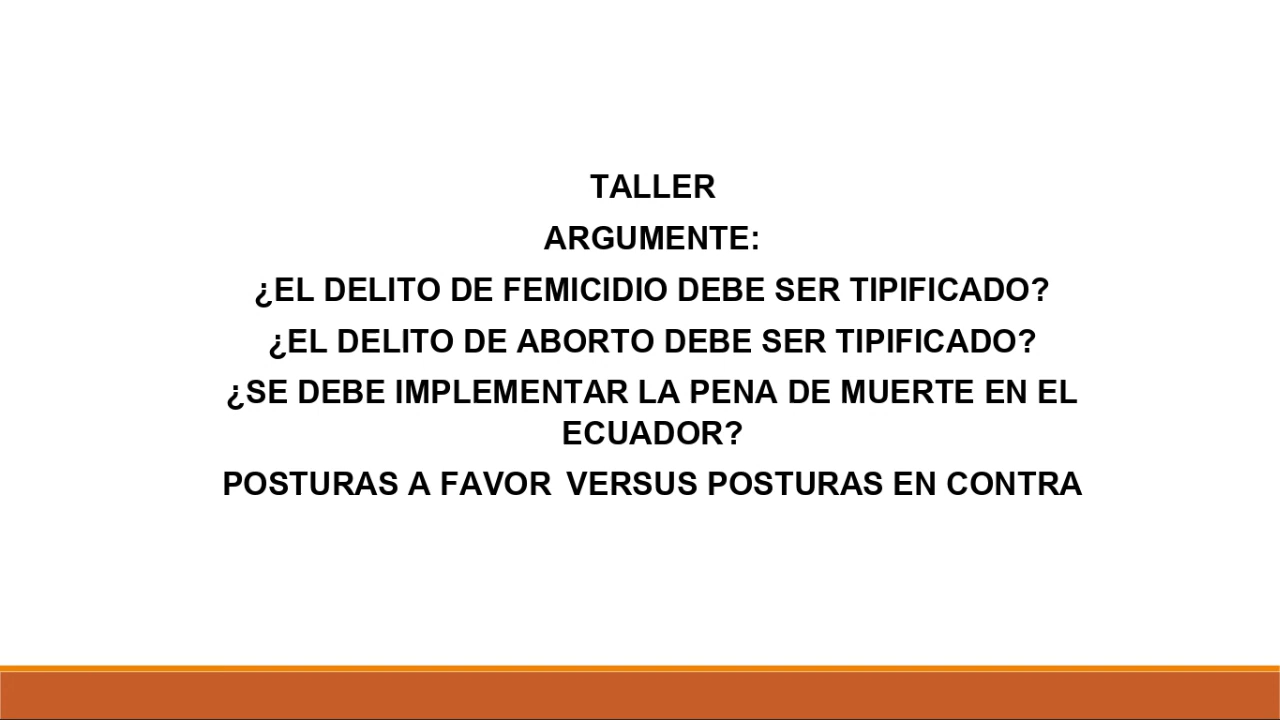 TALLER
ARGUMENTE:
¿EL DELITO DE FEMICIDIO DEBE SER TIPIFICADO?
¿EL DELITO DE ABORTO DEBE SER TIPIFICADO?
¿SE DEBE IMPLEMENTAR LA PENA DE MUERTE EN EL
ECUADOR?
POSTURAS A FAVOR VERSUS POSTURAS EN CONTRA